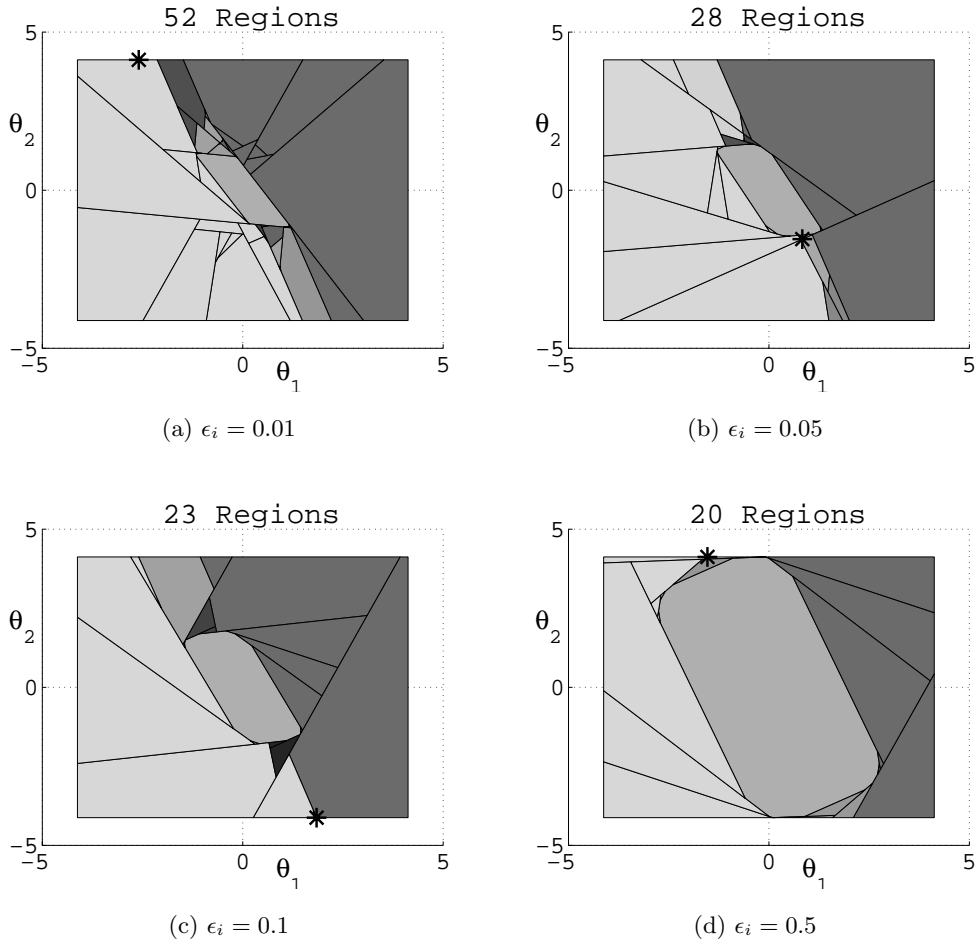 52 Regions
28 Regions
5
0
−5
θ₂
−5 0 5
θ₁
5
0
−5
θ₂
−5 0 5
θ₁
(a) ϵᵢ = 0.01
(b) ϵᵢ = 0.05
23 Regions
20 Regions
5
0
−5
θ₂
−5 0 5
θ₁
5
0
−5
θ₂
−5 0 5
θ₁
(c) ϵᵢ = 0.1
(d) ϵᵢ = 0.5